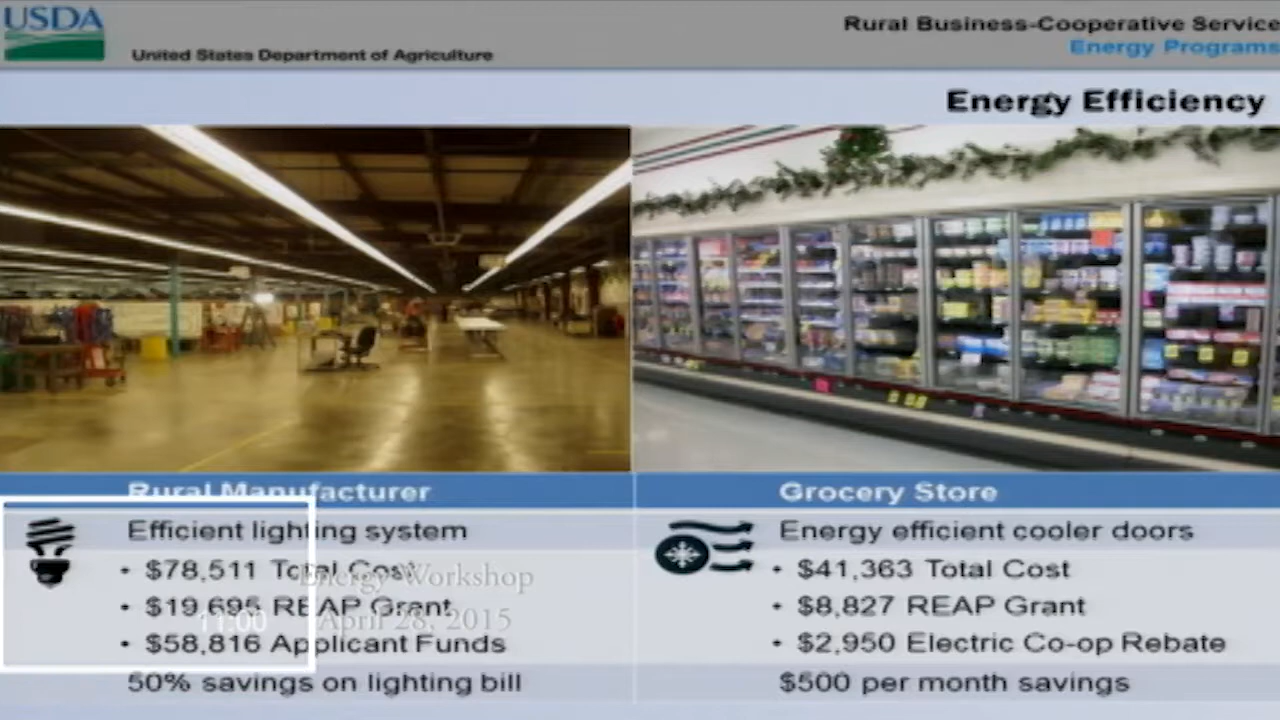 USDA
United States Department of Agriculture
Rural Business-Cooperative Service
Energy Programs
Energy Efficiency
Rural Manufacturer
Efficient lighting system
• $78,511 Total Cost
• $19,695 REAP Grant
• $58,816 Applicant Funds
50% savings on lighting bill
Energy Workshop
April 28, 2015
11:00
Grocery Store
Energy efficient cooler doors
• $41,363 Total Cost
• $8,827 REAP Grant
• $2,950 Electric Co-op Rebate
$500 per month savings